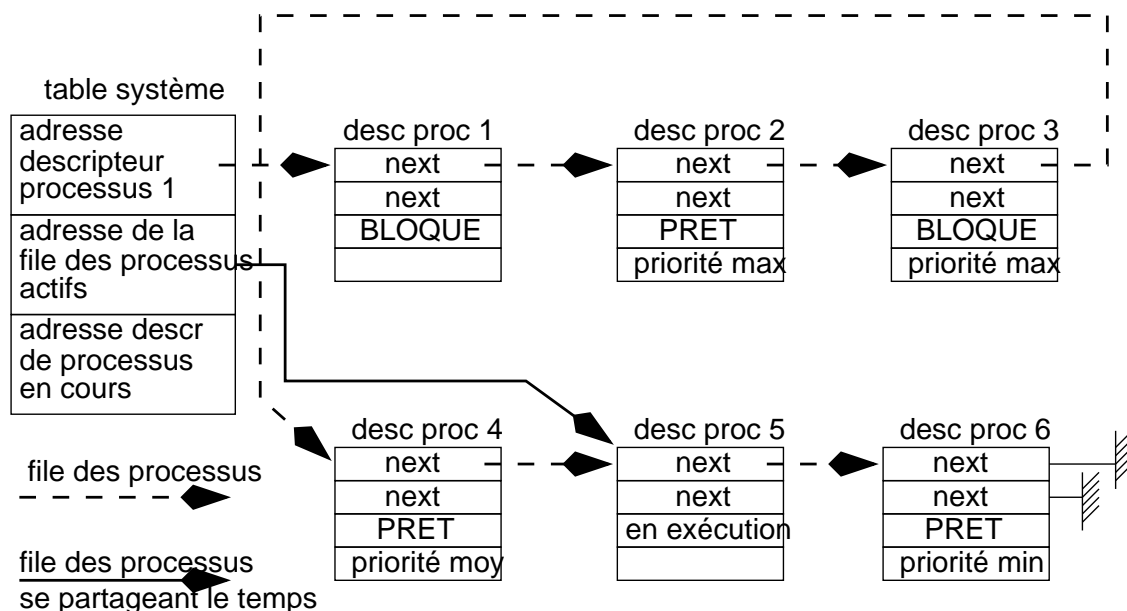 table système
adresse
descripteur
processus 1
adresse de la
file des processus
actifs
adresse descr
de processus
en cours
desc proc 1
next
next
BLOQUE
desc proc 2
next
next
PRET
priorité max
desc proc 3
next
next
BLOQUE
priorité max
desc proc 4
next
next
PRET
priorité moy
desc proc 5
next
next
en exécution
desc proc 6
next
next
PRET
priorité min
file des processus
file des processus
se partageant le temps